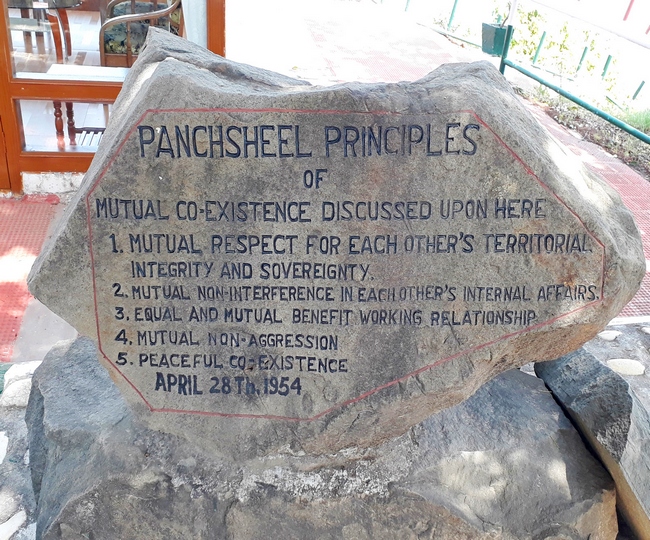 PANCHSHEEL PRINCIPLES
OF
MUTUAL CO-EXISTENCE DISCUSSED UPON HERE
1. MUTUAL RESPECT FOR EACH OTHER'S TERRITORIAL
INTEGRITY AND SOVEREIGNTY.
2. MUTUAL NON-INTERFERENCE IN EACH OTHER'S INTERNAL AFFAIRS.
3. EQUAL AND MUTUAL BENEFIT WORKING RELATIONSHIP
4. MUTUAL NON-AGGRESSION
5. PEACEFUL CO-EXISTENCE
APRIL 28Th, 1954